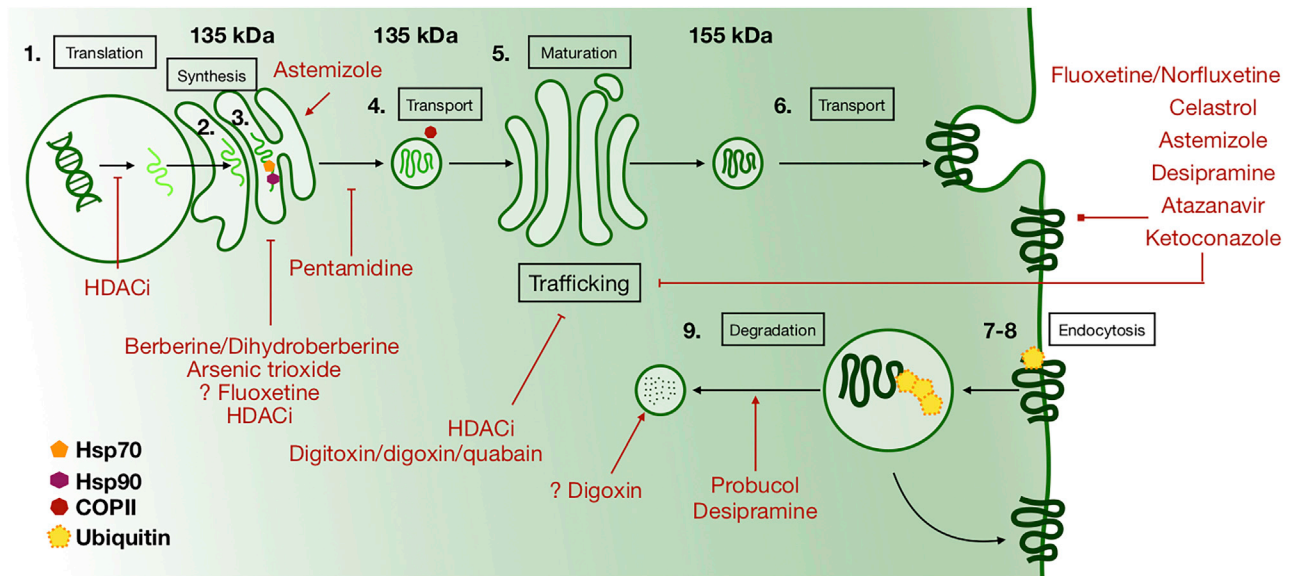 135 kDa
135 kDa
155 kDa
1.
Translation
Synthesis
Astemizole
2.
3.
4.
Transport
5.
Maturation
6.
Transport
Fluoxetine/Norfluxetine
Celastrol
Astemizole
Desipramine
Atazanavir
Ketoconazole
HDACi
Pentamidine
Trafficking
Berberine/Dihydroberberine
Arsenic trioxide
? Fluoxetine
HDACi
9.
Degradation
7-8
Endocytosis
HDACi
Digitoxin/digoxin/quabain
? Digoxin
Probucol
Desipramine
Hsp70
Hsp90
COPII
Ubiquitin